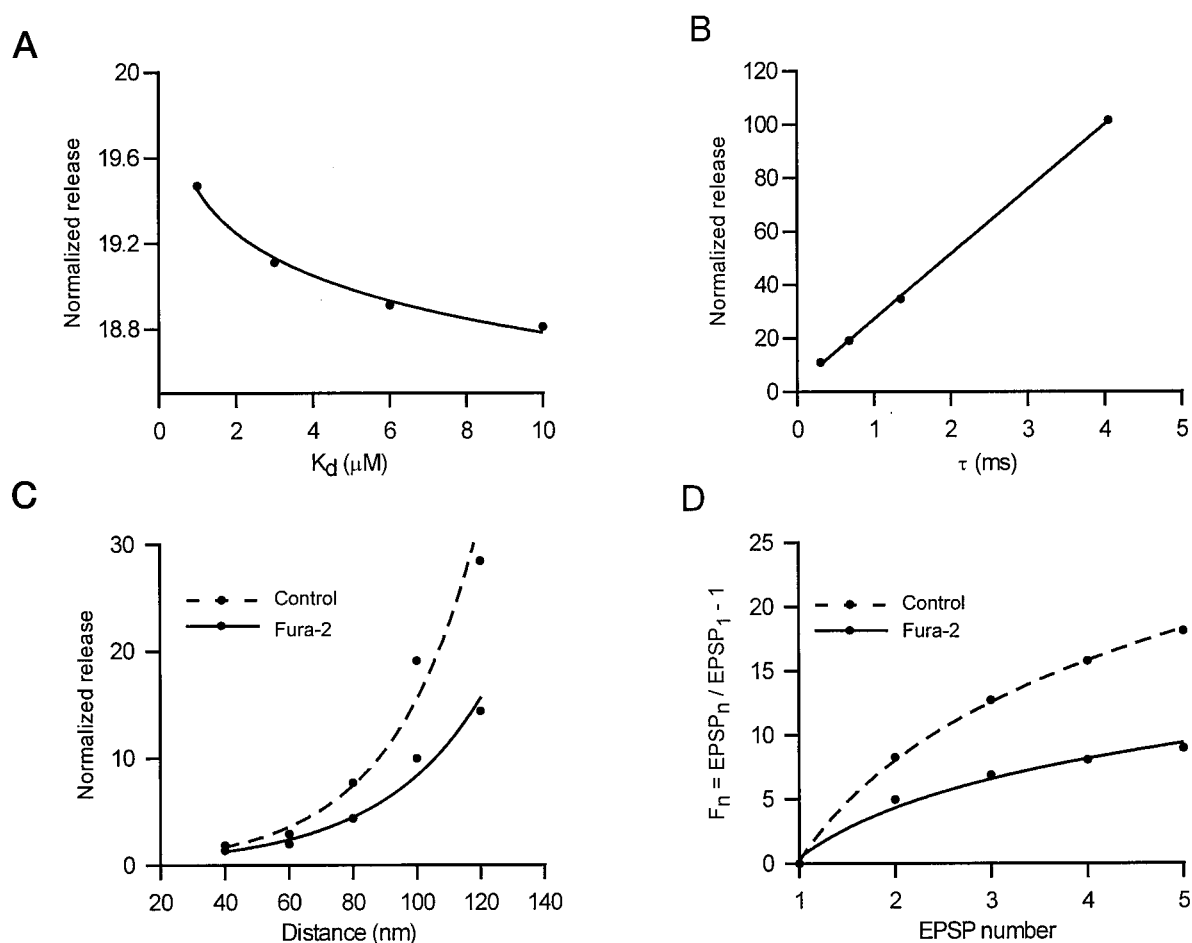 A
Normalized release
20
19.6
19.2
18.8
0 2 4 6 8 10
Kd (μM)
B
Normalized release
120
100
80
60
40
20
0
0 1 2 3 4 5
τ (ms)
C
Normalized release
30
20
10
0
Control
Fura-2
20 40 60 80 100 120 140
Distance (nm)
D
Fn = EPSPn / EPSP1 - 1
25
20
15
10
5
0
Control
Fura-2
1 2 3 4 5
EPSP number